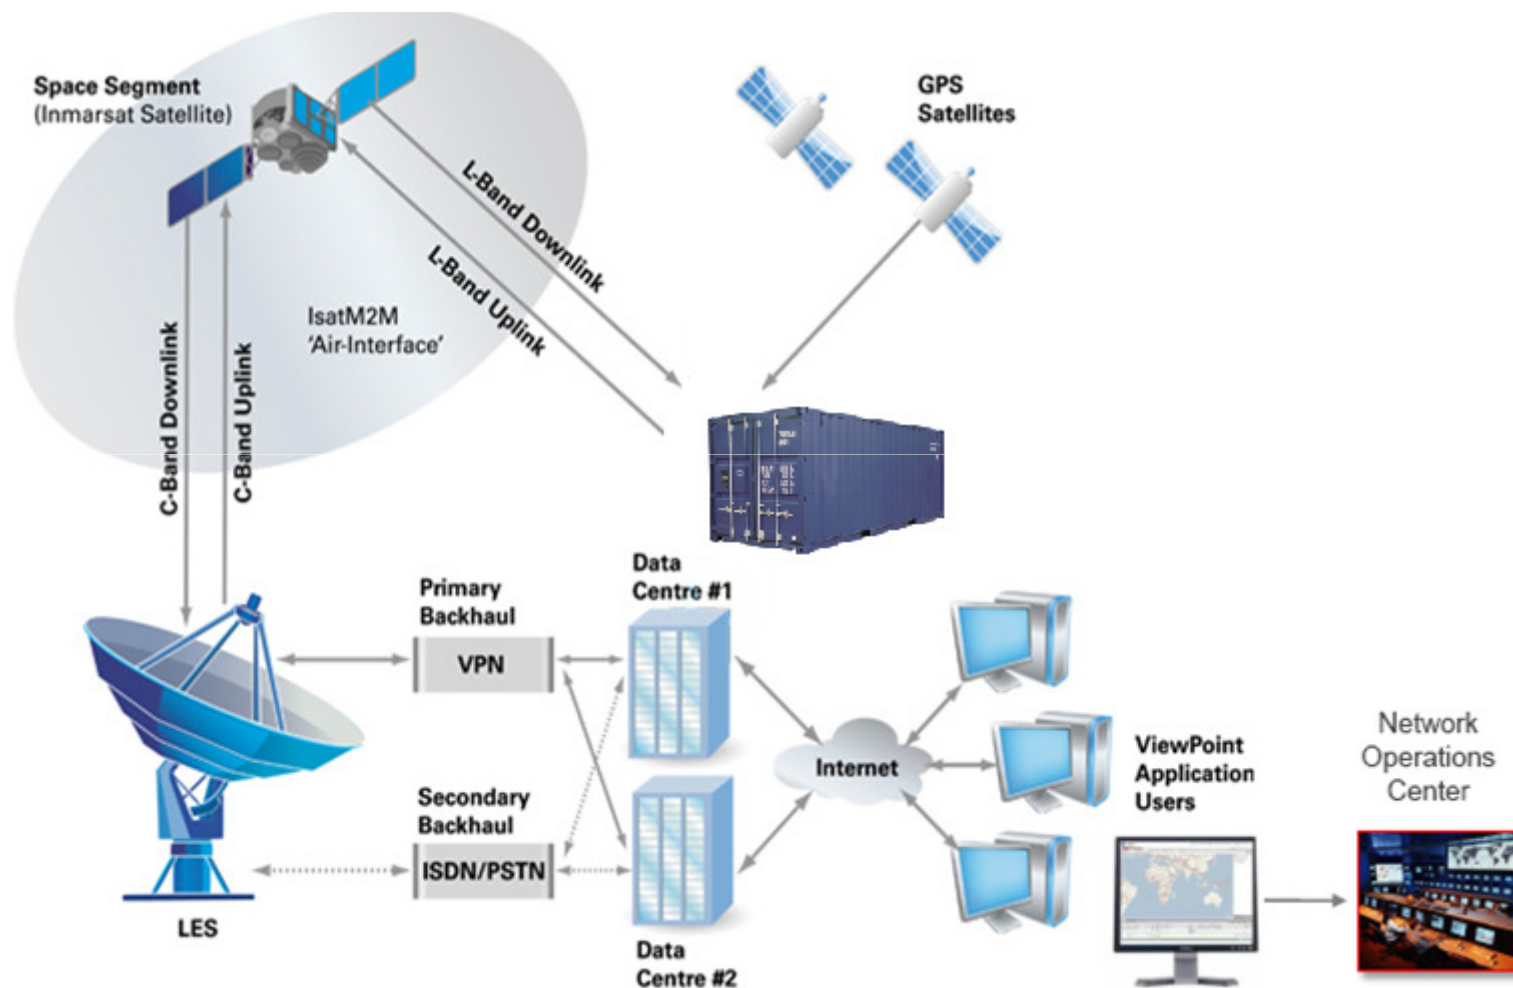 Space Segment
(Inmarsat Satellite)
GPS
Satellites
L-Band Downlink
L-Band Uplink
IsatM2M
'Air-Interface'
C-Band Downlink
C-Band Uplink
Primary
Backhaul
VPN
Data
Centre #1
Secondary
Backhaul
ISDN/PSTN
LES
Data
Centre #2
Internet
ViewPoint
Application
Users
Network
Operations
Center